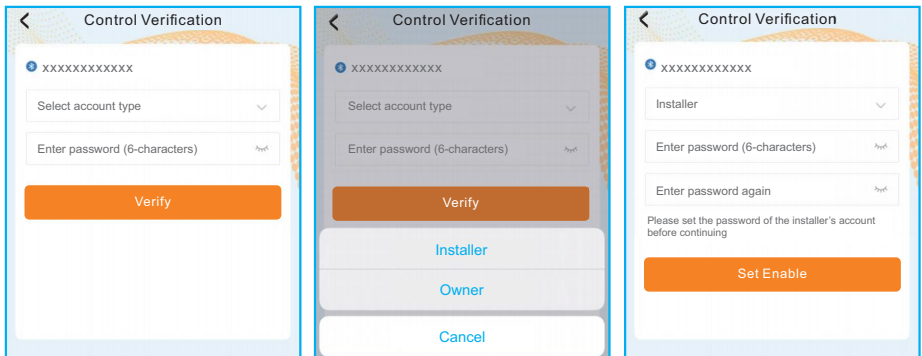 Control Verification
xxxxxxxxxxxx
Select account type
Enter password (6-characters)
Verify
Control Verification
xxxxxxxxxxxx
Select account type
Enter password (6-characters)
Verify
Installer
Owner
Cancel
Control Verification
xxxxxxxxxxxx
Installer
Enter password (6-characters)
Enter password again
Please set the password of the installer's account
before continuing
Set Enable